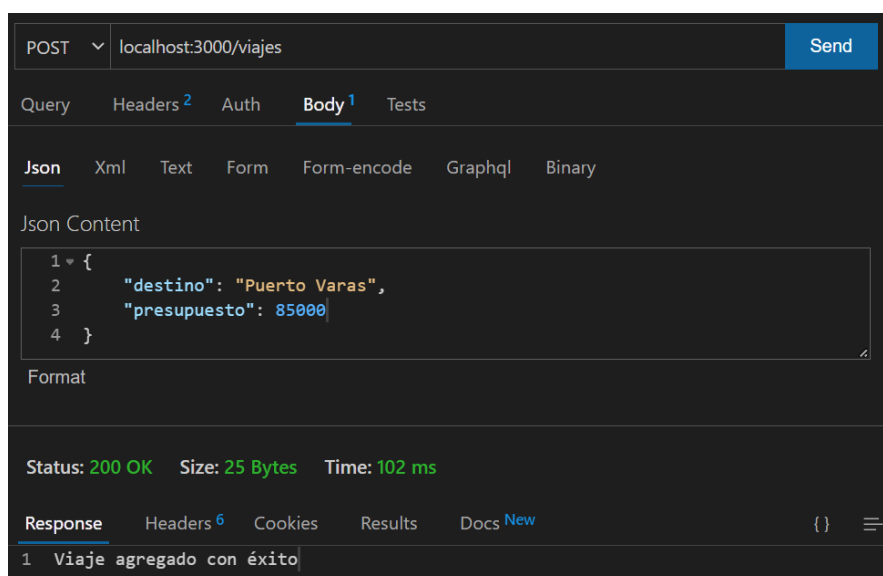 POST localhost:3000/viajes Send
Query Headers 2 Auth Body 1 Tests
Json Xml Text Form Form-encode Graphql Binary
Json Content
1 {
2 "destino": "Puerto Varas",
3 "presupuesto": 85000
4 }
Format
Status: 200 OK Size: 25 Bytes Time: 102 ms
Response Headers 6 Cookies Results Docs New { }
1 Viaje agregado con éxito